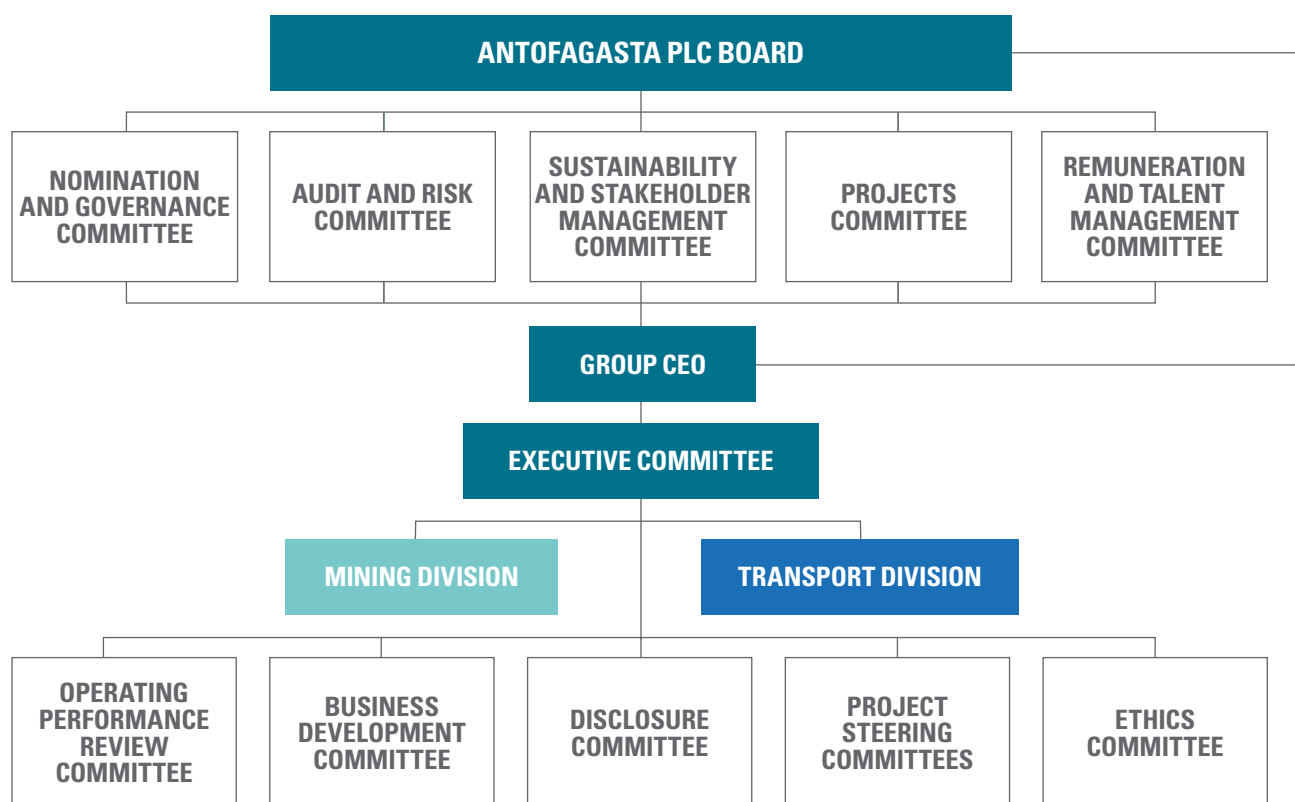 ANTOFAGASTA PLC BOARD
NOMINATION
AND GOVERNANCE
COMMITTEE
AUDIT AND RISK
COMMITTEE
SUSTAINABILITY
AND STAKEHOLDER
MANAGEMENT
COMMITTEE
PROJECTS
COMMITTEE
REMUNERATION
AND TALENT
MANAGEMENT
COMMITTEE
GROUP CEO
EXECUTIVE COMMITTEE
MINING DIVISION
TRANSPORT DIVISION
OPERATING
PERFORMANCE
REVIEW
COMMITTEE
BUSINESS
DEVELOPMENT
COMMITTEE
DISCLOSURE
COMMITTEE
PROJECT
STEERING
COMMITTEES
ETHICS
COMMITTEE